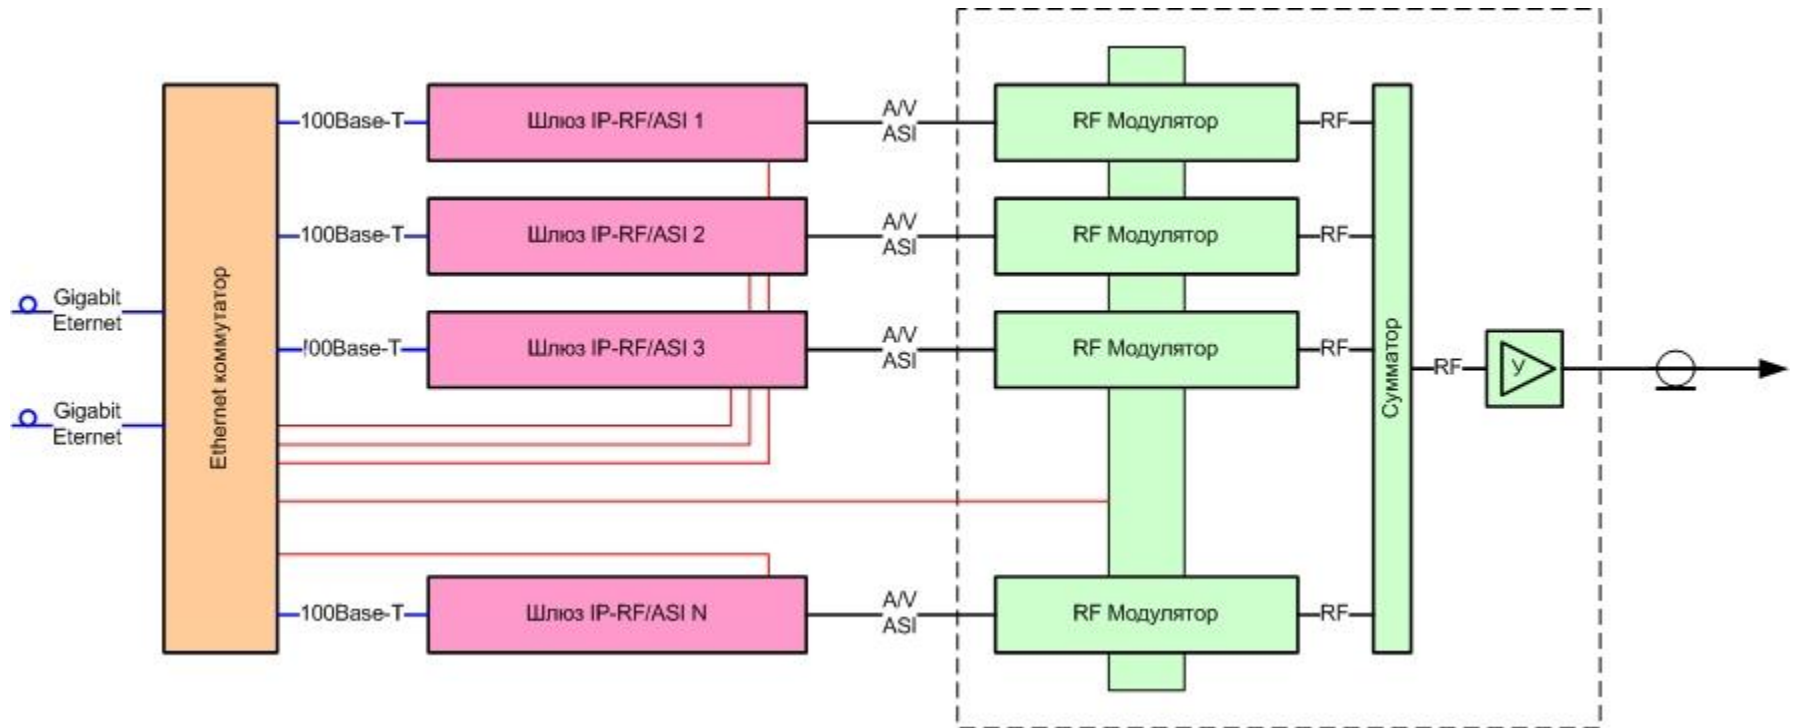 100Base-T
Шлюз IP-RF/ASI 1
A/V
ASI
RF Модулятор
RF
100Base-T
Шлюз IP-RF/ASI 2
A/V
ASI
RF Модулятор
RF
Gigabit
Eternet
Ethernet коммутатор
!00Base-T
Шлюз IP-RF/ASI 3
A/V
ASI
RF Модулятор
RF
Сумматор
RF
У
Gigabit
Eternet
100Base-T
Шлюз IP-RF/ASI N
A/V
ASI
RF Модулятор
RF